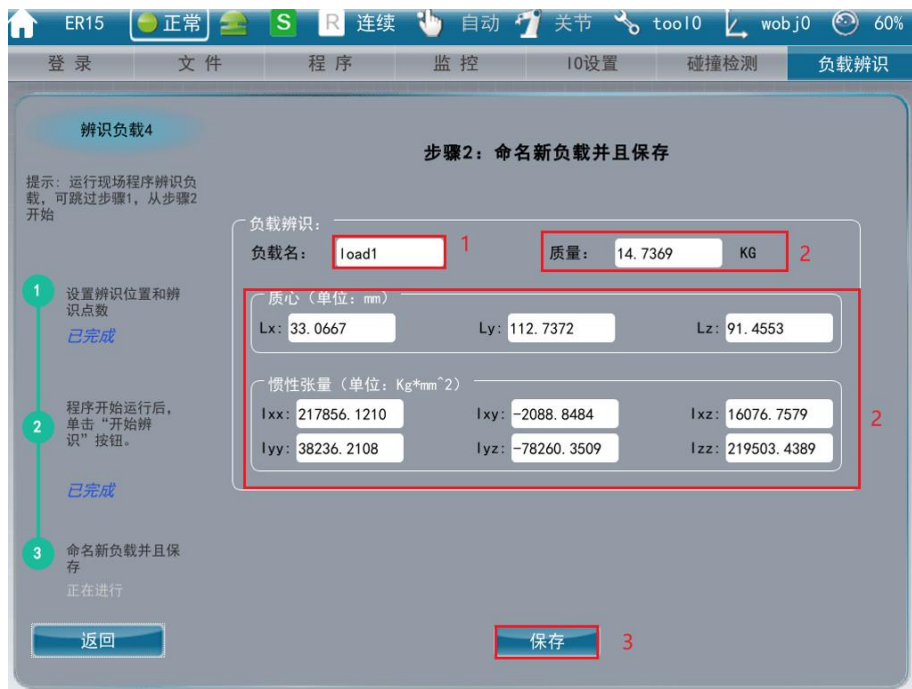 ER15 正常 S R 连续 自动 关节 tool0 wobj0 60%
登录 文件 程序 监控 IO设置 碰撞检测 负载辨识
辨识负载4
步骤2：命名新负载并且保存
提示：运行现场程序辨识负
载，可跳过步骤1，从步骤2
开始
负载辨识：
负载名： load1 1 质量： 14.7369 KG 2
1 设置辨识位置和辨
识点数
已完成
质心（单位：mm）
Lx: 33.0667 Ly: 112.7372 Lz: 91.4553
惯性张量（单位：Kg*mm^2）
Ixx: 217856.1210 Ixy: -2088.8484 Ixz: 16076.7579
Iyy: 38236.2108 Iyz: -78260.3509 Izz: 219503.4389
2
2 程序开始运行后，
单击“开始辨
识”按钮。
已完成
3 命名新负载并且保
存
正在进行
返回 保存 3